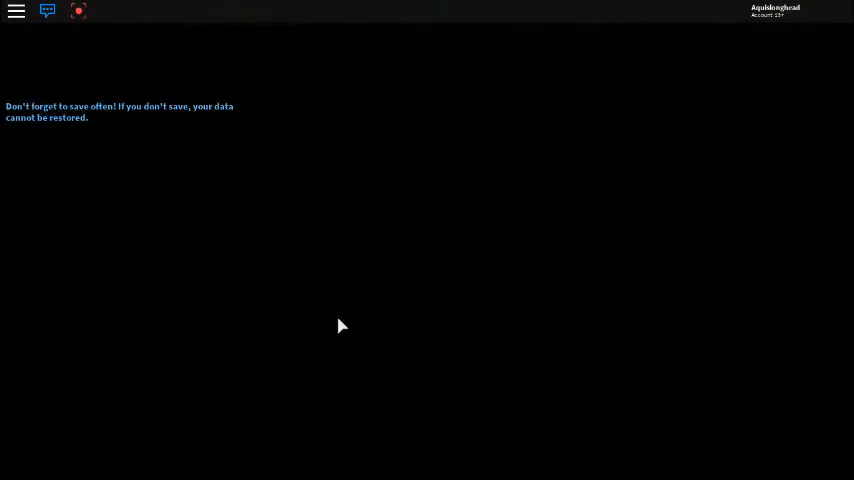 Aquislonghead
Account: 13+
Don't forget to save often! If you don't save, your data
cannot be restored.